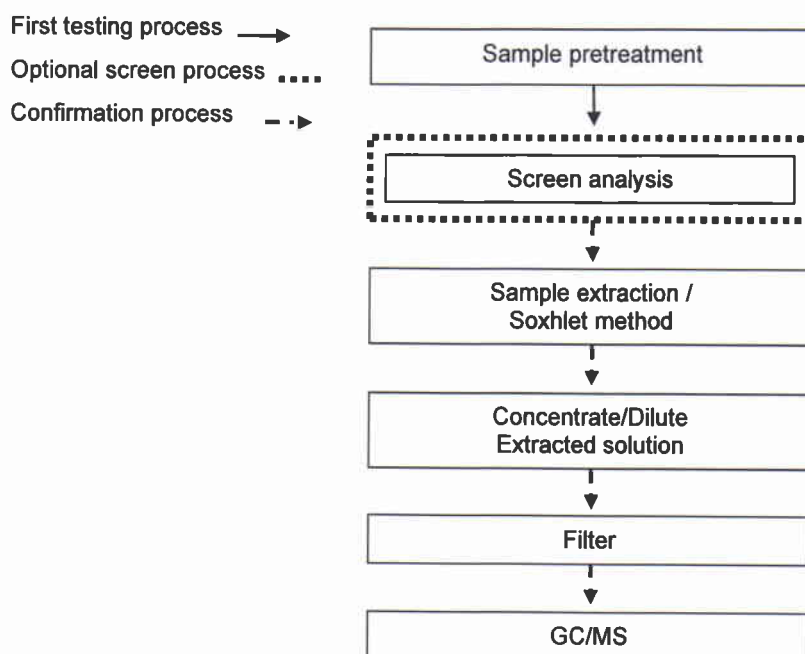 First testing process
Optional screen process
Confirmation process
Sample pretreatment
Screen analysis
Sample extraction /
Soxhlet method
Concentrate/Dilute
Extracted solution
Filter
GC/MS